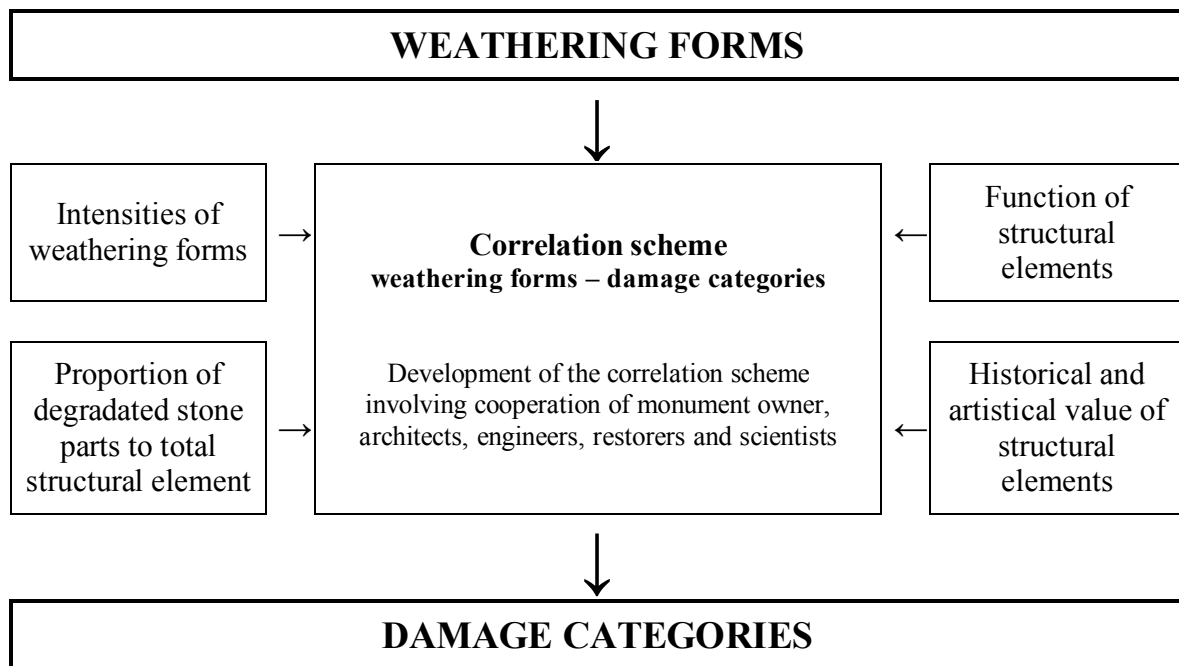 WEATHERING FORMS
↓
Intensities of
weathering forms
→
Proportion of
degradated stone
parts to total
structural element
→
Correlation scheme
weathering forms – damage categories
Development of the correlation scheme
involving cooperation of monument owner,
architects, engineers, restorers and scientists
←
Function of
structural
elements
←
Historical and
artistical value of
structural
elements
↓
DAMAGE CATEGORIES